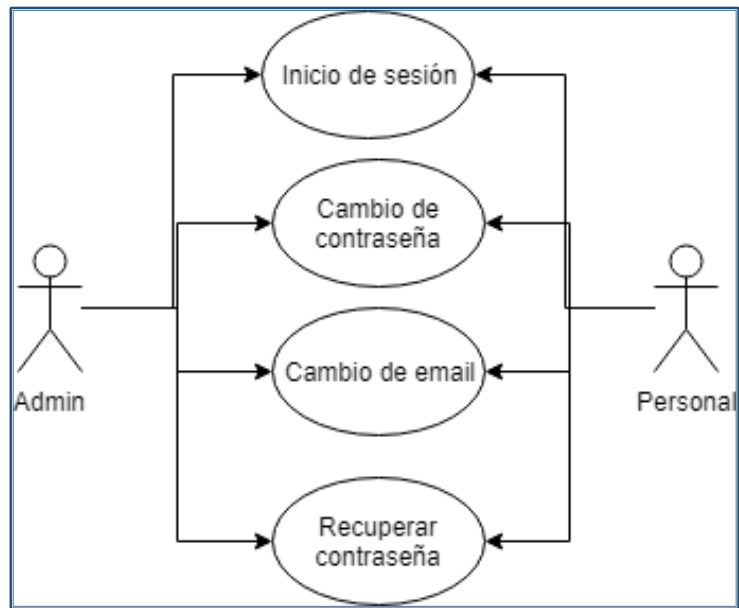 Inicio de sesión
Cambio de
contraseña
Cambio de email
Admin
Personal
Recuperar
contraseña